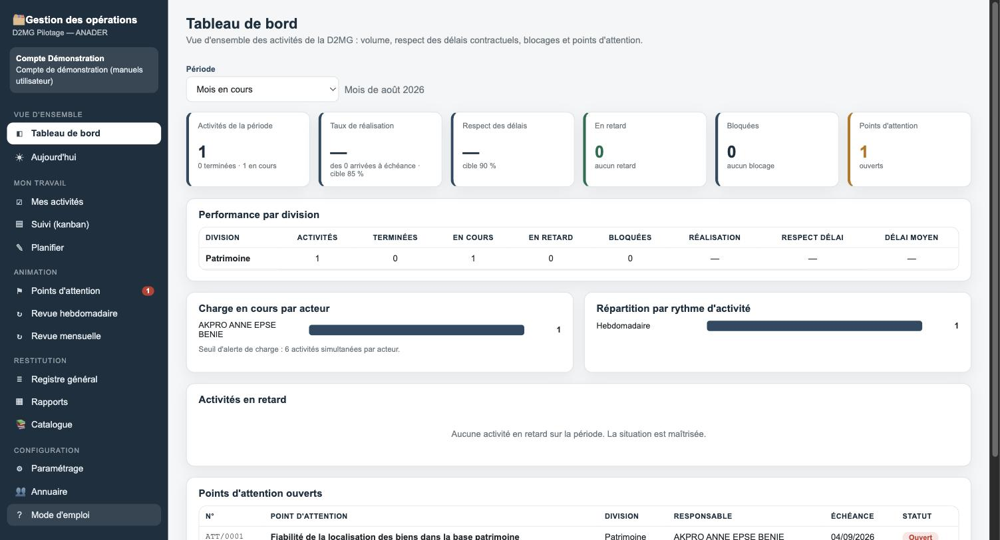 Gestion des opérations
D2MG Pilotage — ANADER
Compte Démonstration
Compte de démonstration (manuels
utilisateur)
VUE D'ENSEMBLE
Tableau de bord
Aujourd'hui
MON TRAVAIL
Mes activités
Suivi (kanban)
Planifier
ANIMATION
Points d'attention 1
Revue hebdomadaire
Revue mensuelle
RESTITUTION
Registre général
Rapports
Catalogue
CONFIGURATION
Paramétrage
Annuaire
? Mode d'emploi
Tableau de bord
Vue d'ensemble des activités de la D2MG : volume, respect des délais contractuels, blocages et points d'attention.
Période
Mois en cours Mois de août 2026
Activités de la période
1
0 terminées · 1 en cours
Taux de réalisation
—
des 0 arrivées à échéance ·
cible 85 %
Respect des délais
—
cible 90 %
En retard
0
aucun retard
Bloquées
0
aucun blocage
Points d'attention
1
ouverts
Performance par division
DIVISION ACTIVITÉS TERMINÉES EN COURS EN RETARD BLOQUÉES RÉALISATION RESPECT DÉLAI DÉLAI MOYEN
Patrimoine 1 0 1 0 0 — — —
Charge en cours par acteur
AKPRO ANNE EPSE
BENIE 1
Seuil d'alerte de charge : 6 activités simultanées par acteur.
Répartition par rythme d'activité
Hebdomadaire 1
Activités en retard
Aucune activité en retard sur la période. La situation est maîtrisée.
Points d'attention ouverts
N° POINT D'ATTENTION DIVISION RESPONSABLE ÉCHÉANCE STATUT
ATT/0001 Fiabilité de la localisation des biens dans la base patrimoine Patrimoine AKPRO ANNE EPSE BENIE 04/09/2026 Ouvert